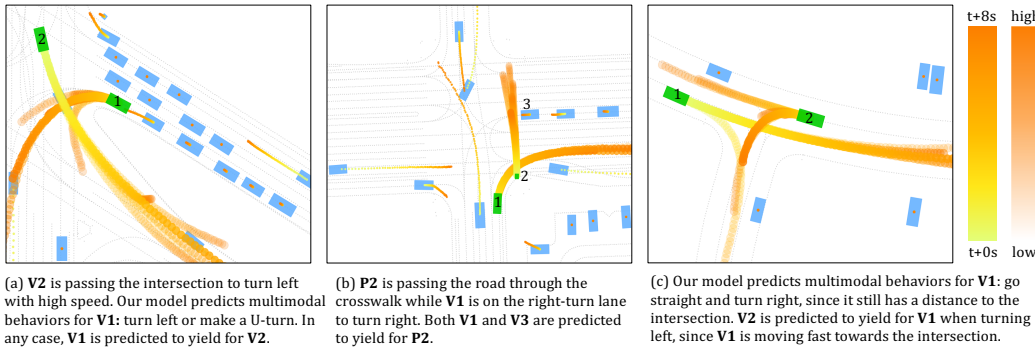 2
1
3
2
1
1
2
t+8s high
t+0s low
(a) V2 is passing the intersection to turn left
with high speed. Our model predicts multimodal
behaviors for V1: turn left or make a U-turn. In
any case, V1 is predicted to yield for V2.
(b) P2 is passing the road through the
crosswalk while V1 is on the right-turn lane
to turn right. Both V1 and V3 are predicted
to yield for P2.
(c) Our model predicts multimodal behaviors for V1: go
straight and turn right, since it still has a distance to the
intersection. V2 is predicted to yield for V1 when turning
left, since V1 is moving fast towards the intersection.